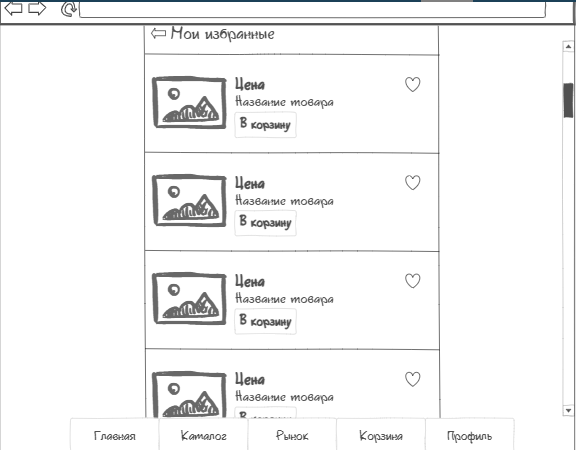 Мои избранные
Цена
Название товара
В корзину
Цена
Название товара
В корзину
Цена
Название товара
В корзину
Цена
Название товара
В корзину
Главная Каталог Рынок Корзина Профиль